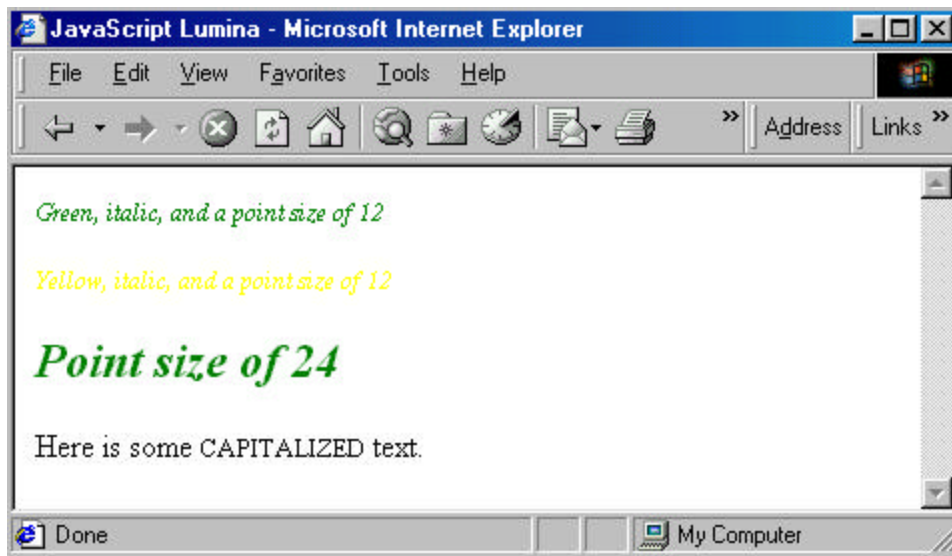 JavaScript Lumina - Microsoft Internet Explorer
File Edit View Favorites Tools Help
» Address Links »
Green, italic, and a point size of 12
Yellow, italic, and a point size of 12
Point size of 24
Here is some CAPITALIZED text.
Done My Computer